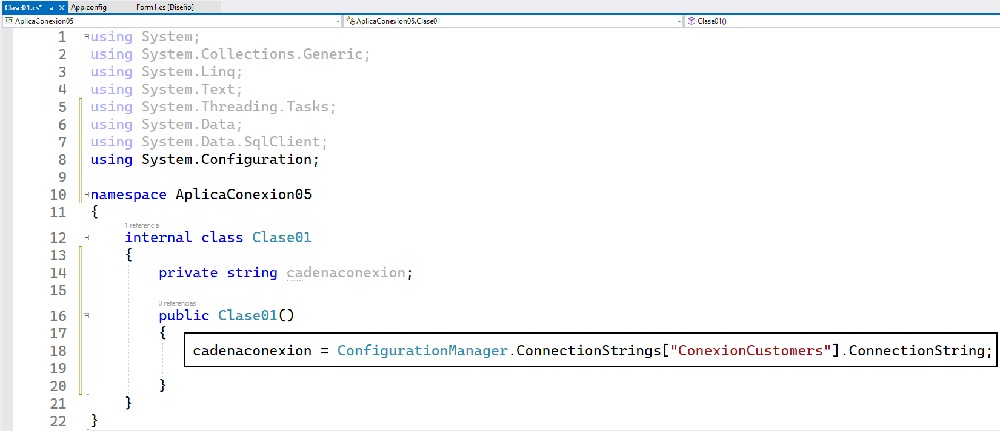 Clase01.cs* App.config Form1.cs [Diseño]
C# AplicaConexion05 AplicaConexion05.Clase01 Clase01()
1 using System;
2 using System.Collections.Generic;
3 using System.Linq;
4 using System.Text;
5 using System.Threading.Tasks;
6 using System.Data;
7 using System.Data.SqlClient;
8 using System.Configuration;
9
10 namespace AplicaConexion05
11 {
1 referencia
12 internal class Clase01
13 {
14 private string cadenaconexion;
15
0 referencias
16 public Clase01()
17 {
18 cadenaconexion = ConfigurationManager.ConnectionStrings["ConexionCustomers"].ConnectionString;
19
20 }
21 }
22 }